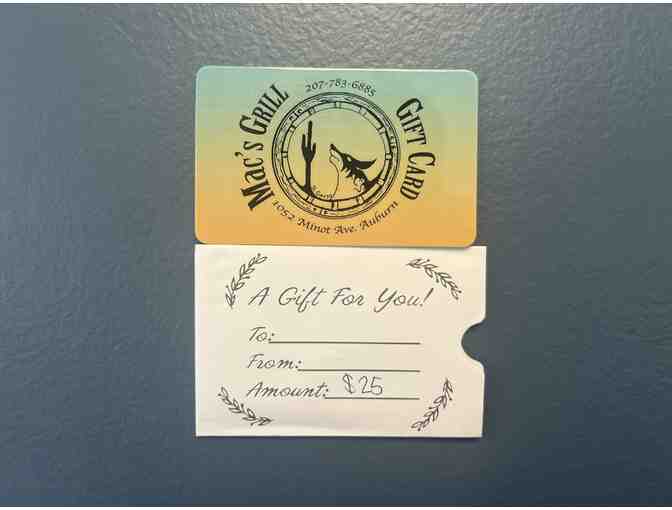 207-783-6885
Mac's Grill
Gift Card
1052 Minot Ave. Auburn
A Gift For You!
To:
From:
Amount: $25